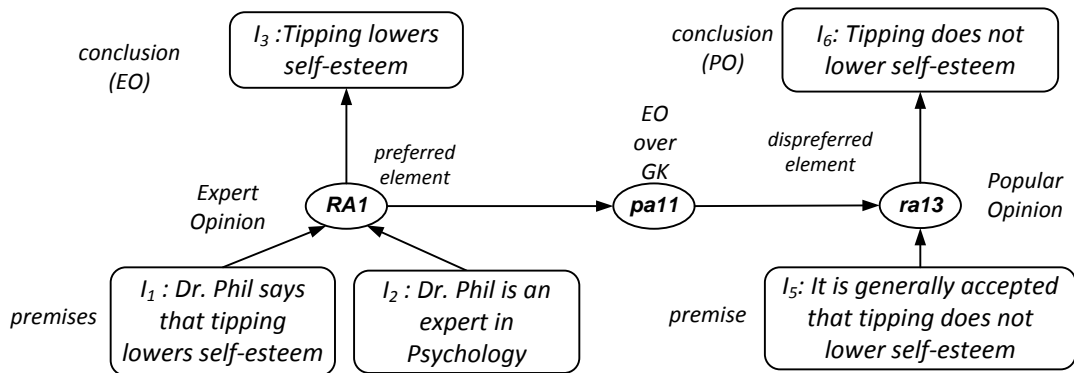 conclusion
(EO)
I3 :Tipping lowers
self-esteem
conclusion
(PO)
I6: Tipping does not
lower self-esteem
EO
over
GK
preferred
element
dispreferred
element
Expert
Opinion
RA1
pa11
ra13
Popular
Opinion
premises
I1 : Dr. Phil says
that tipping
lowers self-esteem
I2 : Dr. Phil is an
expert in
Psychology
premise
I5: It is generally accepted
that tipping does not
lower self-esteem